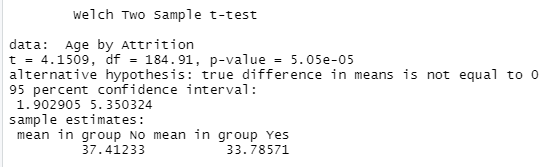 Welch Two Sample t-test
data: Age by Attrition
t = 4.1509, df = 184.91, p-value = 5.05e-05
alternative hypothesis: true difference in means is not equal to 0
95 percent confidence interval:
1.902905 5.350324
sample estimates:
mean in group No mean in group Yes
37.41233 33.78571